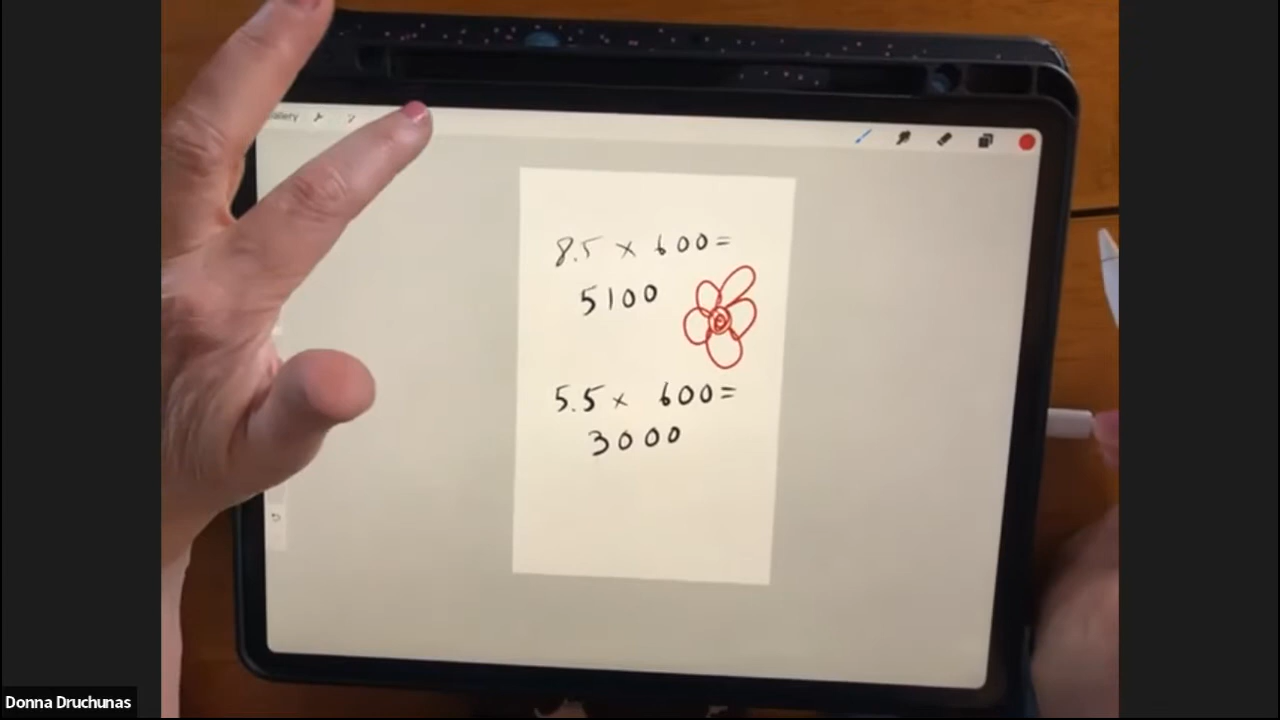 8.5 x 600=
5100
5.5 x 600=
3000
Donna Druchunas